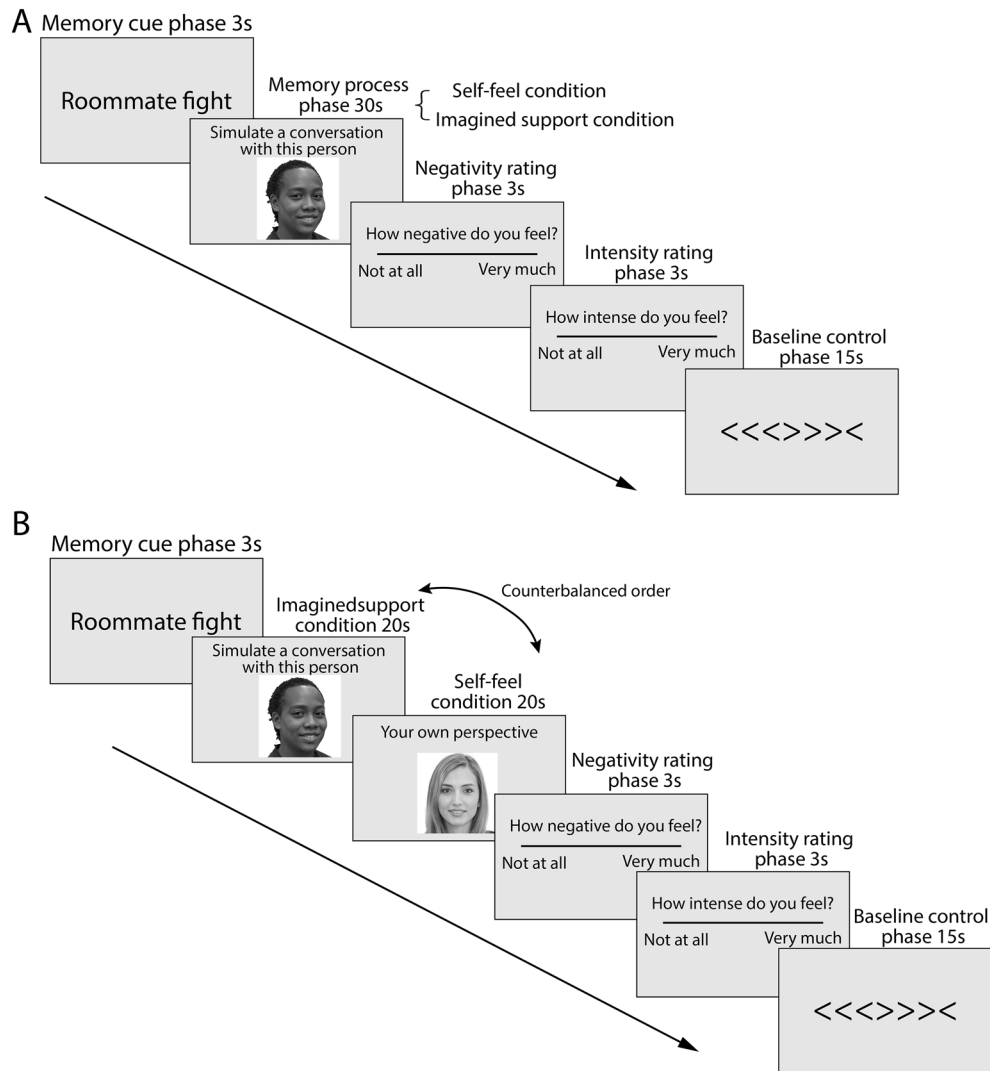 A
Memory cue phase 3s
Roommate fight
Memory process
phase 30s
Self-feel condition
Imagined support condition
Simulate a conversation
with this person
Negativity rating
phase 3s
How negative do you feel?
Not at all
Very much
Intensity rating
phase 3s
How intense do you feel?
Not at all
Very much
Baseline control
phase 15s
<<<>>><
B
Memory cue phase 3s
Roommate fight
Counterbalanced order
Imaginedsupport
condition 20s
Simulate a conversation
with this person
Self-feel
condition 20s
Your own perspective
Negativity rating
phase 3s
How negative do you feel?
Not at all
Very much
Intensity rating
phase 3s
How intense do you feel?
Not at all
Very much
Baseline control
phase 15s
<<<>>><